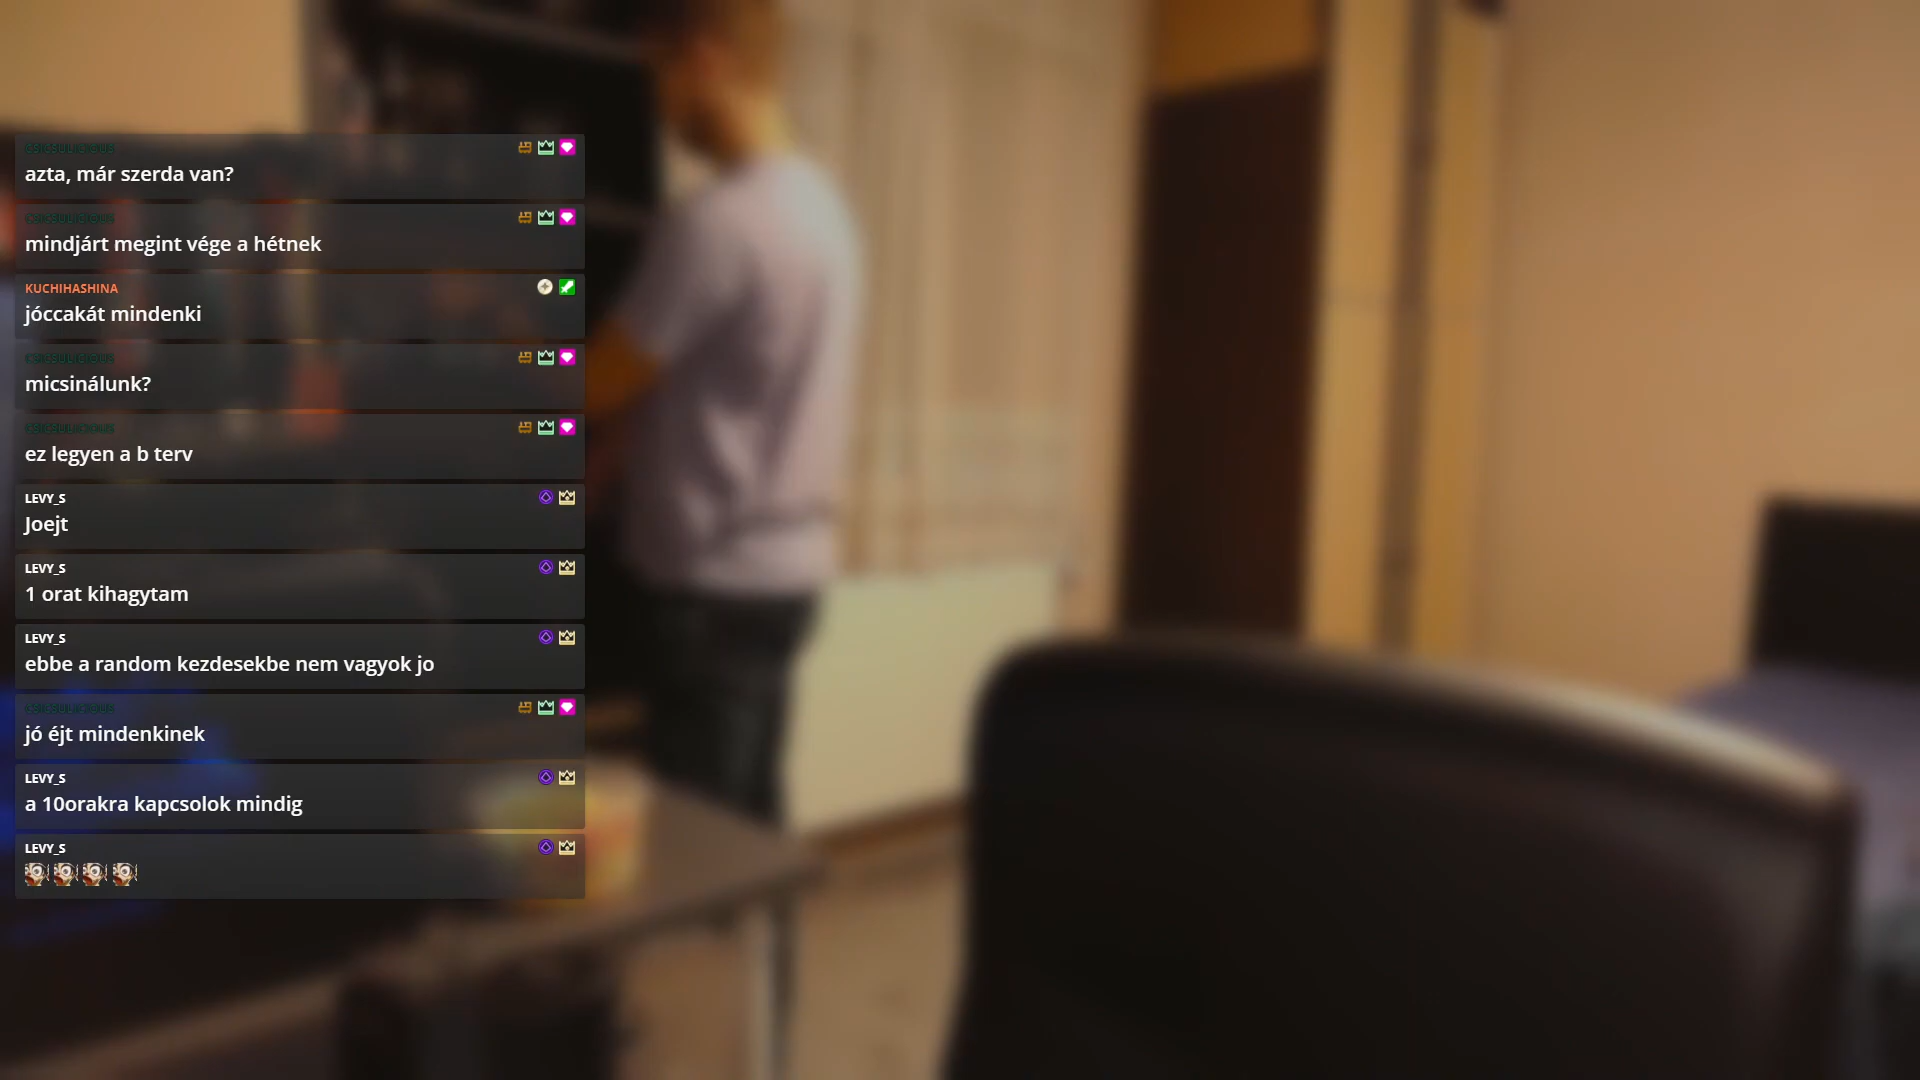 azta, már szerda van?
mindjárt megint vége a hétnek
KUCHIHASHINA
jóccakát mindenki
micsinálunk?
ez legyen a b terv
LEVY_S
Joejt
LEVY_S
1 orat kihagytam
LEVY_S
ebbe a random kezdesekbe nem vagyok jo
jó éjt mindenkinek
LEVY_S
a 10orakra kapcsolok mindig
LEVY_S